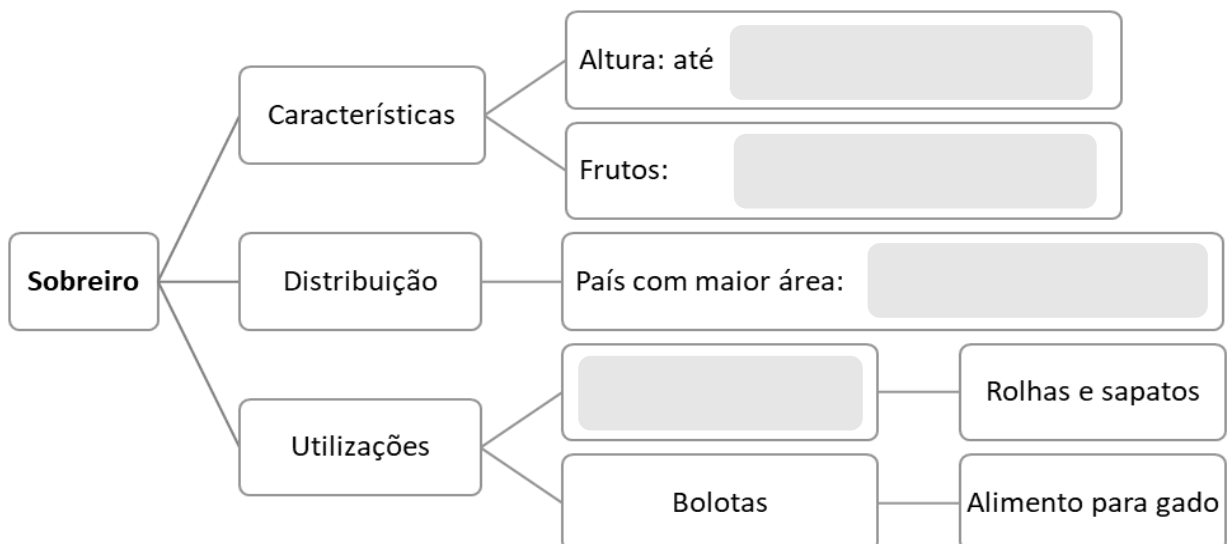 Sobreiro
Características
Altura: até
Frutos:
Distribuição
País com maior área:
Utilizações
Rolhas e sapatos
Bolotas
Alimento para gado